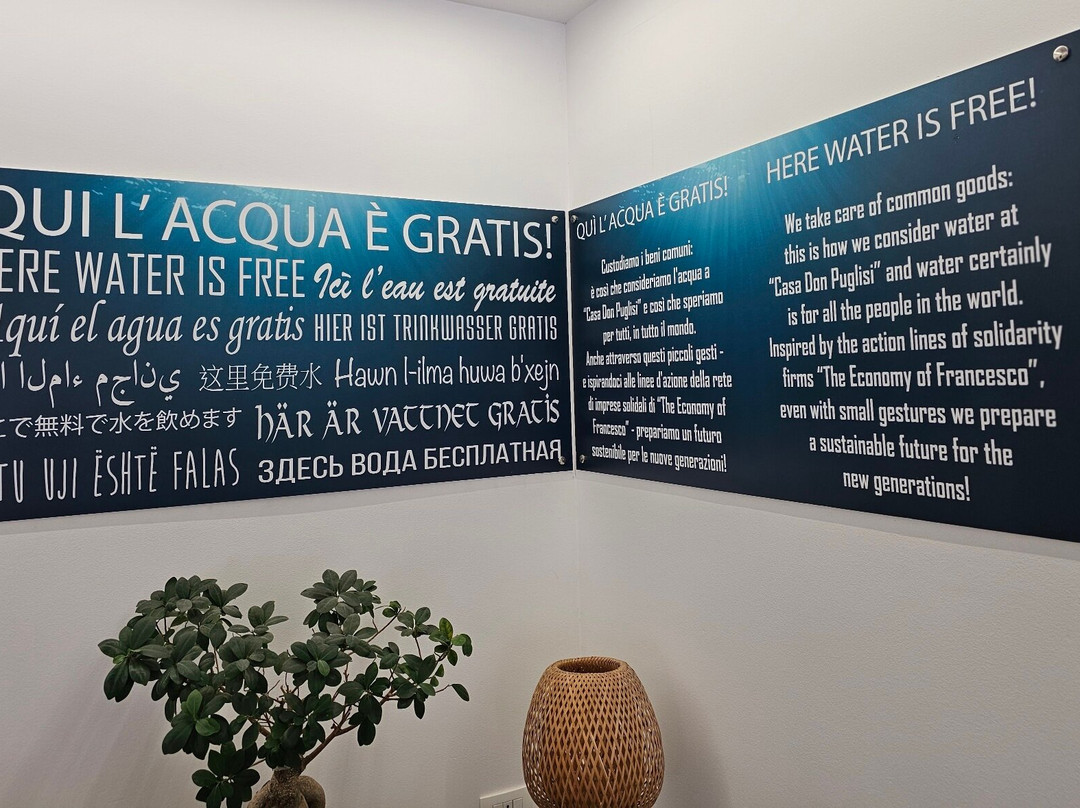 QUI L'ACQUA È GRATIS!
ERE WATER IS FREE Icì l'eau est gratuite
quí el agua es gratis HIER IST TRINKWASSER GRATIS
这里免费水 Hawn l-ilma huwa b'xejn
で無料で水を飲めます HÄR ÄR VATTNET GRATIS
TU UJI ËSHTË FALAS ЗДЕСЬ ВОДА БЕСПЛАТНАЯ
QUÌ L'ACQUA È GRATIS!
Custodiamo i beni comuni:
è così che consideriamo l'acqua a
“Casa Don Puglisi” e così che speriamo
per tutti, in tutto il mondo.
Anche attraverso questi piccoli gesti -
e ispirandoci alle linee d'azione della rete
di imprese solidali di “The Economy of
Francesco” - prepariamo un futuro
sostenibile per le nuove generazioni!
HERE WATER IS FREE!
We take care of common goods:
this is how we consider water at
“Casa Don Puglisi” and water certainly
is for all the people in the world.
Inspired by the action lines of solidarity
firms “The Economy of Francesco”,
even with small gestures we prepare
a sustainable future for the
new generations!